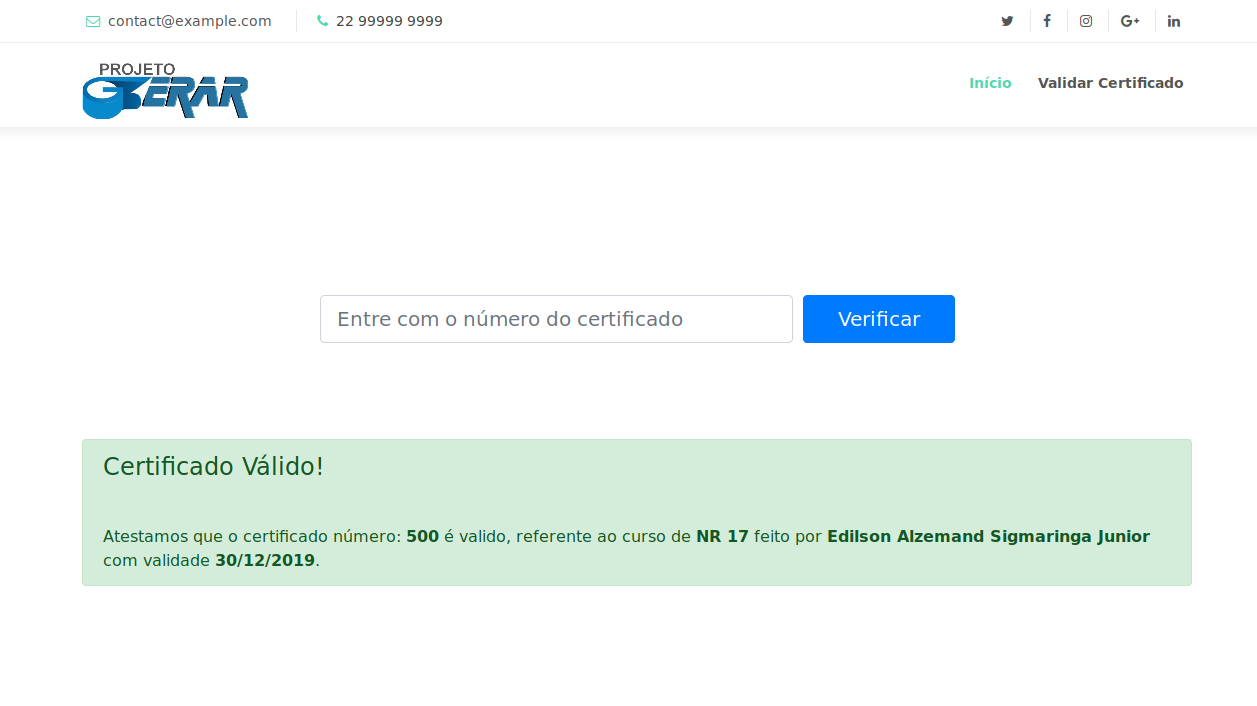 contact@example.com
22 99999 9999
PROJETO
GERAR
Início
Validar Certificado
Entre com o número do certificado
Verificar
Certificado Válido!
Atestamos que o certificado número: 500 é valido, referente ao curso de NR 17 feito por Edilson Alzemand Sigmaringa Junior
com validade 30/12/2019.